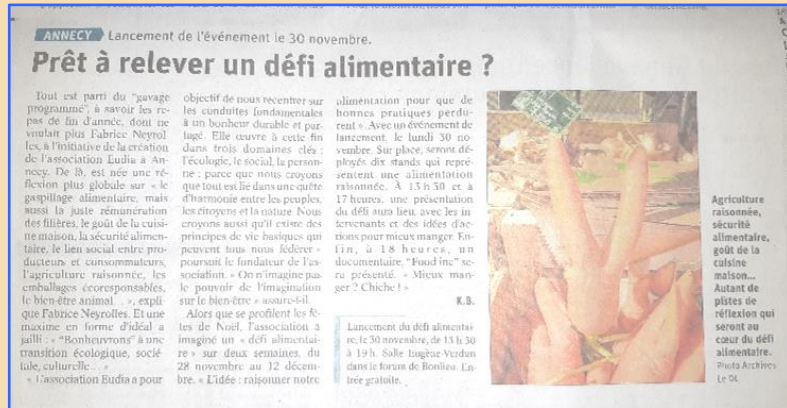 ANNECY Lancement de l'événement le 30 novembre.
Prêt à relever un défi alimentaire ?
Tout est parti du "gavage
programmé", à savoir les re-
pas de fin d'année, dont ne
voulait plus Fabrice Neyrol
les, à l'initiative de la création
de l'association Eudia à An-
necy. De là, est née une ré-
flexion plus globale sur « le
gaspillage alimentaire, mais
aussi la juste rémunération
des filières, le goût de la cuisi-
ne maison, la sécurité alimen-
taire, le lien social entre pro-
ducteurs et consommateurs,
l'agriculture raisonnée, les
emballages écoresponsables,
le bien-être animal… », expli
que Fabrice Neyrolles. Et une
maxime en forme d'idéal a
jailli : « "Bonheuvrons" à une
transition écologique, socié
tale, culturelle… »
« L'association Eudia a pour
objectif de nous recentrer sur
les conduites fondamentales
à un bonheur durable et par-
tagé. Elle œuvre à cette fin
dans trois domaines clés :
l'écologie, le social, la person-
ne ; parce que nous croyons
que tout est lié dans une quête
d'harmonie entre les peuples,
les citoyens et la nature. Nous
croyons aussi qu'il existe des
principes de vie basiques qui
peuvent tous nous fédérer »
poursuit le fondateur de l'as-
sociation. « On n'imagine pas
le pouvoir de l'imagination
sur le bien-être » assure-t-il.
Alors que se profilent les fê-
tes de Noël, l'association a
imaginé un « défi alimentai-
re » sur deux semaines, du
28 novembre au 12 décem-
bre. « L'idée : raisonner notre
alimentation pour que de
bonnes pratiques perdu-
rent ». Avec un événement de
lancement, le lundi 30 no-
vembre. Sur place, seront dé-
ployés dix stands qui repré-
sentent une alimentation
raisonnée. À 13 h 30 et à
17 heures, une présentation
du défi aura lieu, avec les in-
tervenants et des idées d'ac-
tions pour mieux manger. En-
fin, à 18 heures, un
documentaire, "Food inc" se-
ra présenté. « Mieux man-
ger ? Chiche ! »
K.B.
Lancement du défi alimentai
re, le 30 novembre, de 13 h 30
à 19 h. Salle Eugène-Verdun
dans le forum de Bonlieu. En-
trée gratuite.
Agriculture
raisonnée,
sécurité
alimentaire,
goût de la
cuisine
maison…
Autant de
pistes de
réflexion qui
seront au
cœur du défi
alimentaire.
Photo Archives
Le DL